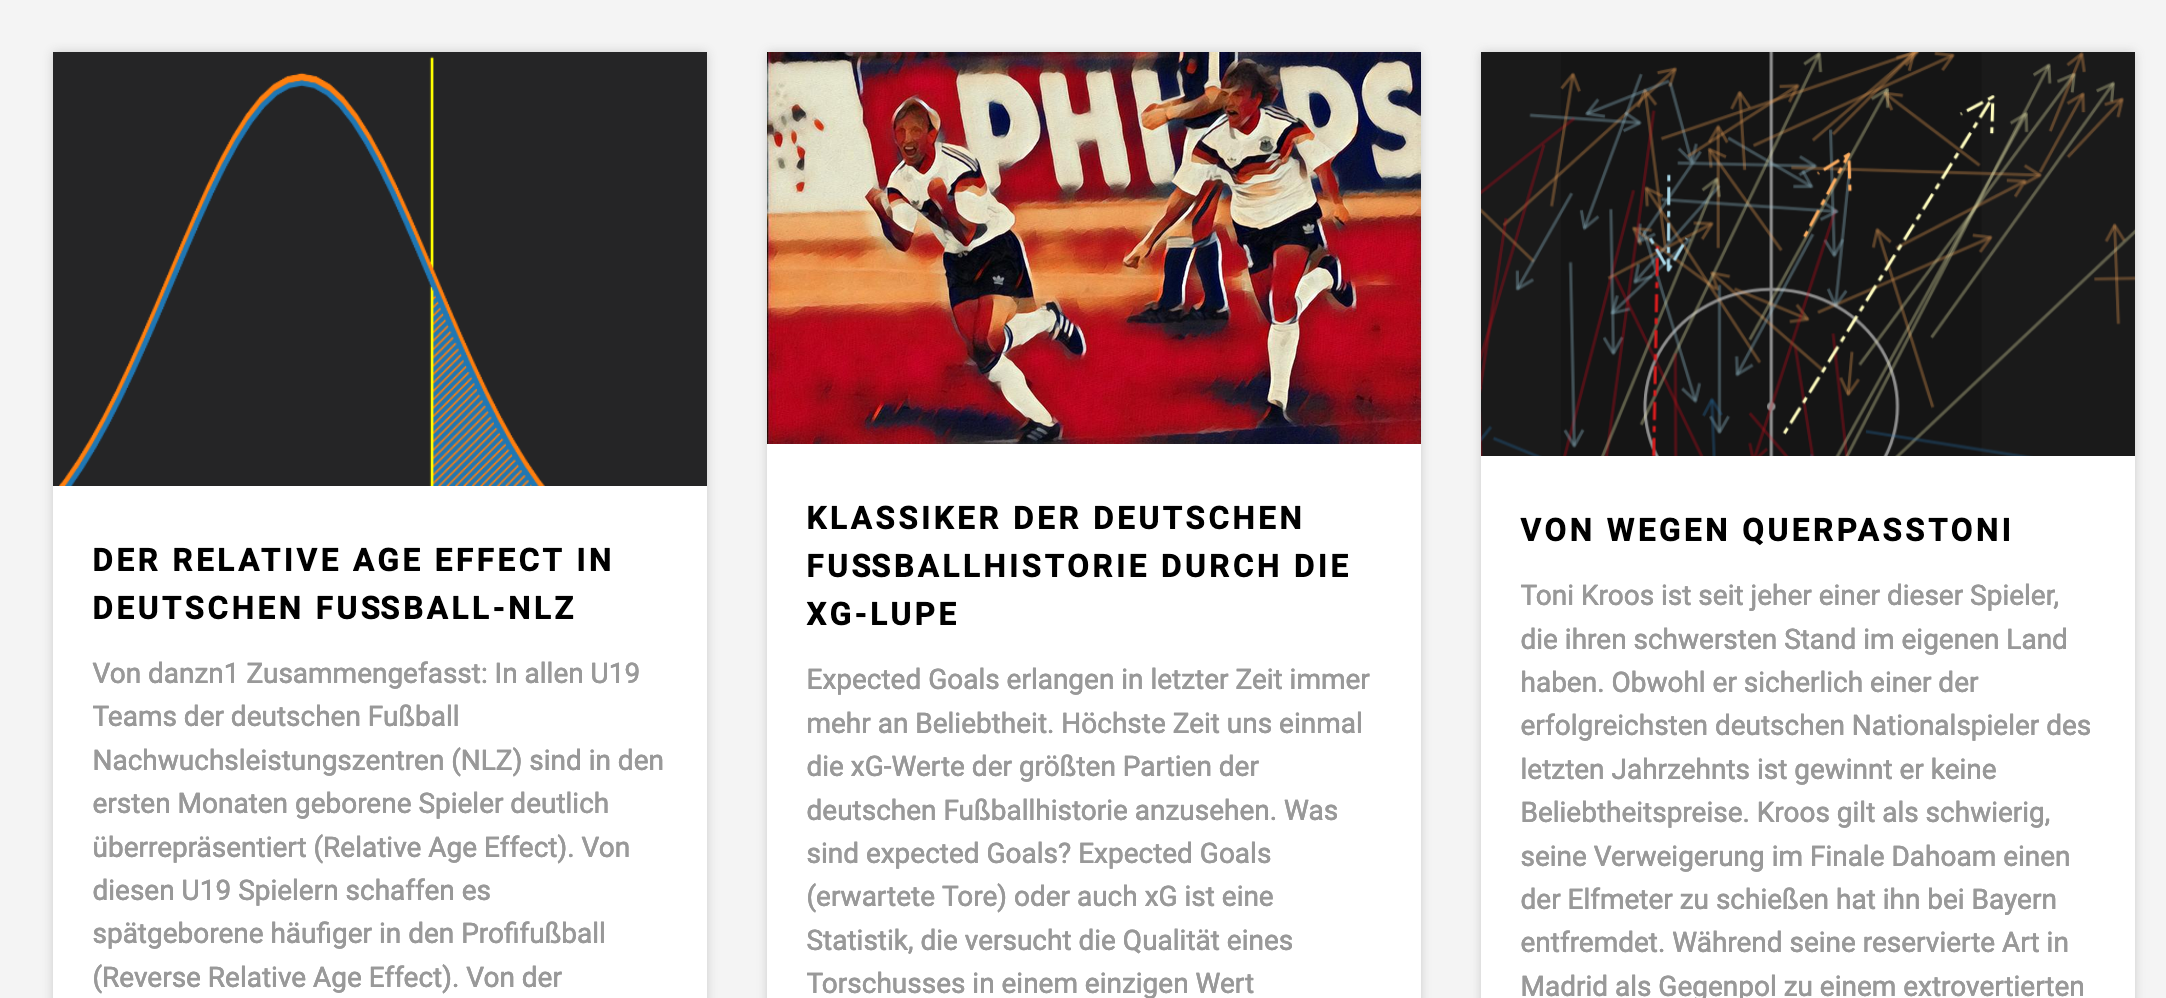 PHILIPS
DER RELATIVE AGE EFFECT IN
DEUTSCHEN FUSSBALL-NLZ
Von danzn1 Zusammengefasst: In allen U19
Teams der deutschen Fußball
Nachwuchsleistungszentren (NLZ) sind in den
ersten Monaten geborene Spieler deutlich
überrepräsentiert (Relative Age Effect). Von
diesen U19 Spielern schaffen es
spätgeborene häufiger in den Profifußball
(Reverse Relative Age Effect). Von der
KLASSIKER DER DEUTSCHEN
FUSSBALLHISTORIE DURCH DIE
XG-LUPE
Expected Goals erlangen in letzter Zeit immer
mehr an Beliebtheit. Höchste Zeit uns einmal
die xG-Werte der größten Partien der
deutschen Fußballhistorie anzusehen. Was
sind expected Goals? Expected Goals
(erwartete Tore) oder auch xG ist eine
Statistik, die versucht die Qualität eines
Torschusses in einem einzigen Wert
VON WEGEN QUERPASSTONI
Toni Kroos ist seit jeher einer dieser Spieler,
die ihren schwersten Stand im eigenen Land
haben. Obwohl er sicherlich einer der
erfolgreichsten deutschen Nationalspieler des
letzten Jahrzehnts ist gewinnt er keine
Beliebtheitspreise. Kroos gilt als schwierig,
seine Verweigerung im Finale Dahoam einen
der Elfmeter zu schießen hat ihn bei Bayern
entfremdet. Während seine reservierte Art in
Madrid als Gegenpol zu einem extrovertierten